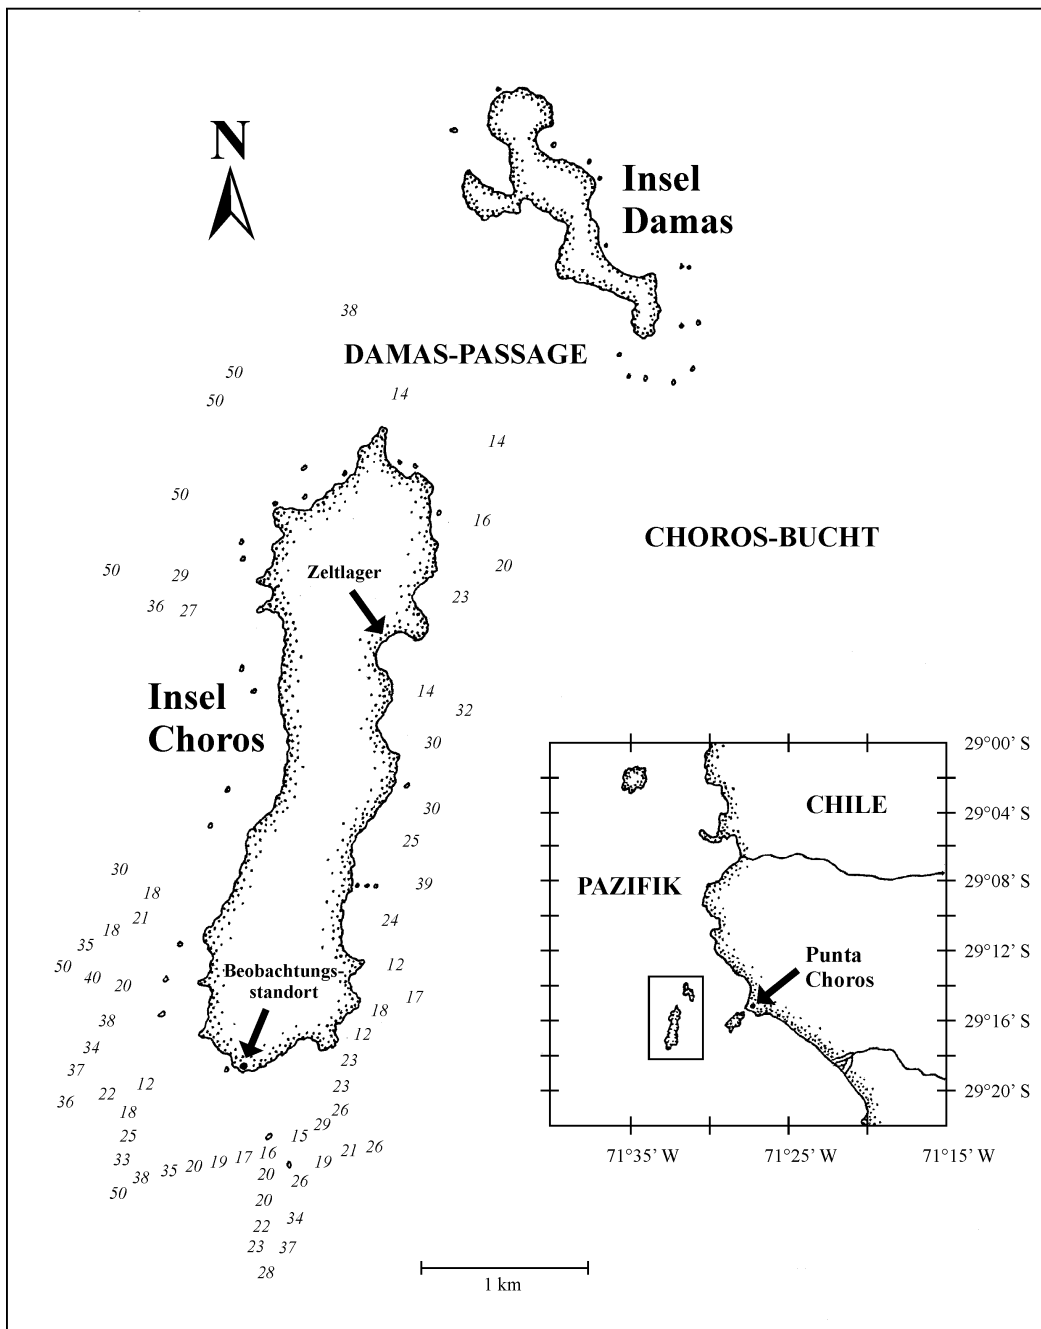 N
Insel
Damas
38
DAMAS-PASSAGE
50
50
14
14
50
16
CHOROS-BUCHT
Zeltlager
20
50
29
23
36
27
Insel
Choros
14
32
30
30
25
30
18
39
21
18
24
35
50
40
20
12
Beobachtungs-
standort
17
18
38
12
34
23
37
12
23
22
36
18
26
29
25
15
26
21
33
38
35
20
19
17
16
19
50
20
26
20
34
22
23
37
28
1 km
29°00’ S
CHILE
29°04’ S
PAZIFIK
29°08’ S
Punta
Choros
29°12’ S
29°16’ S
29°20’ S
71°35’ W
71°25’ W
71°15’ W